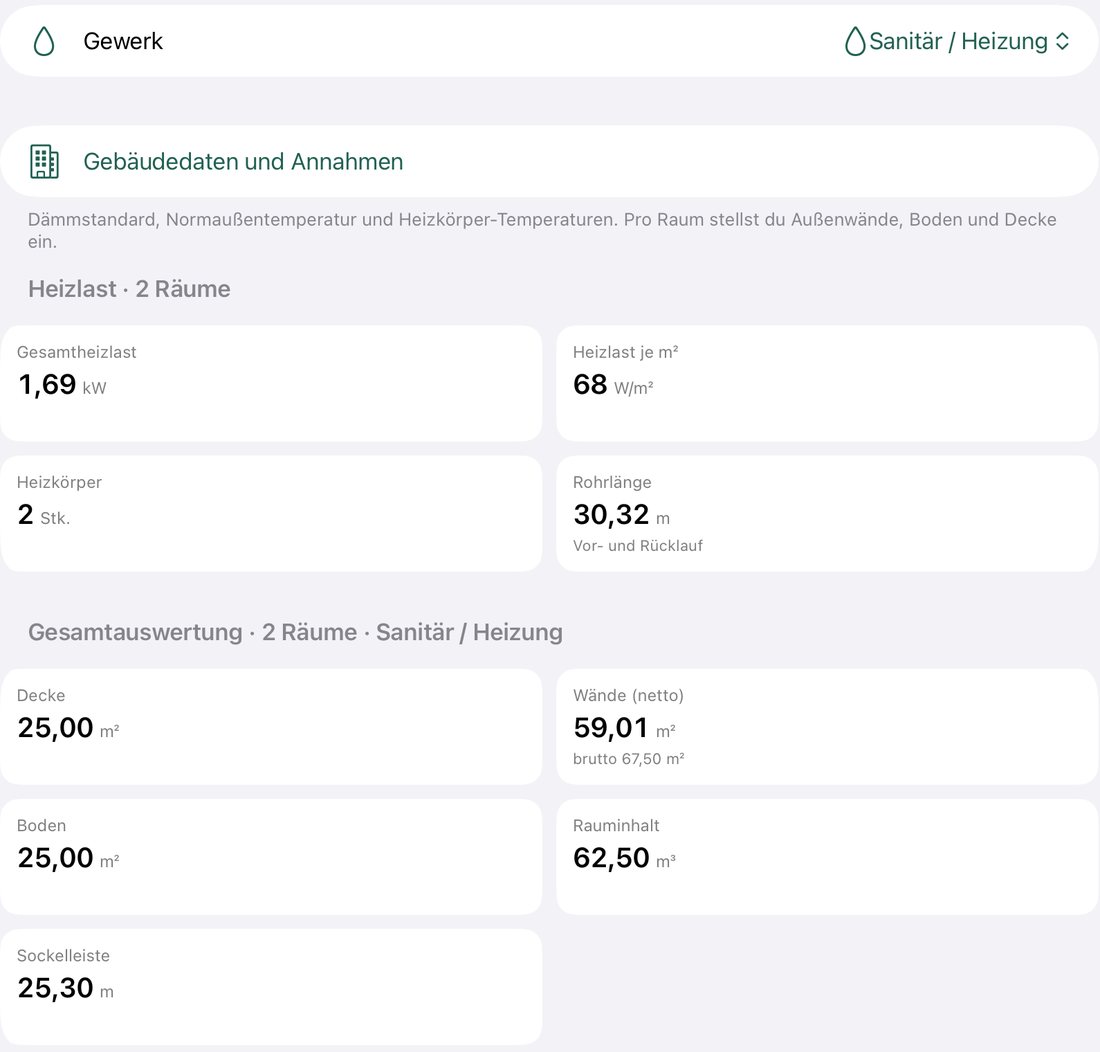 Gewerk
Sanitär / Heizung
Gebäudedaten und Annahmen
Dämmstandard, Normaußentemperatur und Heizkörper-Temperaturen. Pro Raum stellst du Außenwände, Boden und Decke
ein.
Heizlast · 2 Räume
Gesamtheizlast
1,69 kW
Heizlast je m²
68 W/m²
Heizkörper
2 Stk.
Rohrlänge
30,32 m
Vor- und Rücklauf
Gesamtauswertung · 2 Räume · Sanitär / Heizung
Decke
25,00 m²
Wände (netto)
59,01 m²
brutto 67,50 m²
Boden
25,00 m²
Rauminhalt
62,50 m³
Sockelleiste
25,30 m